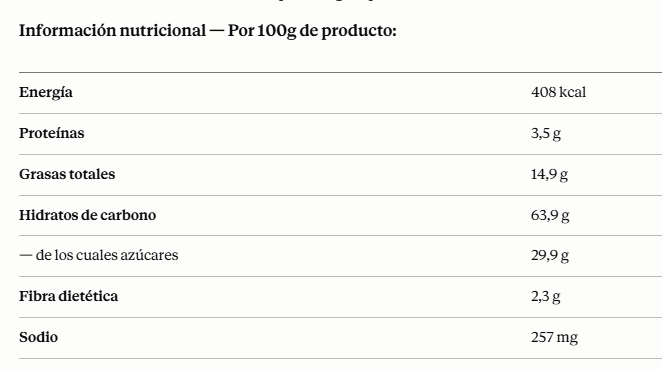 Información nutricional — Por 100g de producto:
Energía 408 kcal
Proteínas 3,5 g
Grasas totales 14,9 g
Hidratos de carbono 63,9 g
— de los cuales azúcares 29,9 g
Fibra dietética 2,3 g
Sodio 257 mg